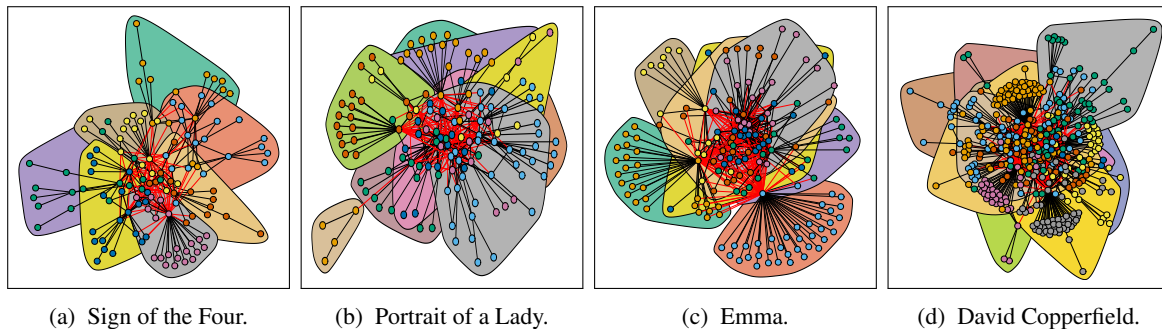 (a) Sign of the Four.
(b) Portrait of a Lady.
(c) Emma.
(d) David Copperfield.